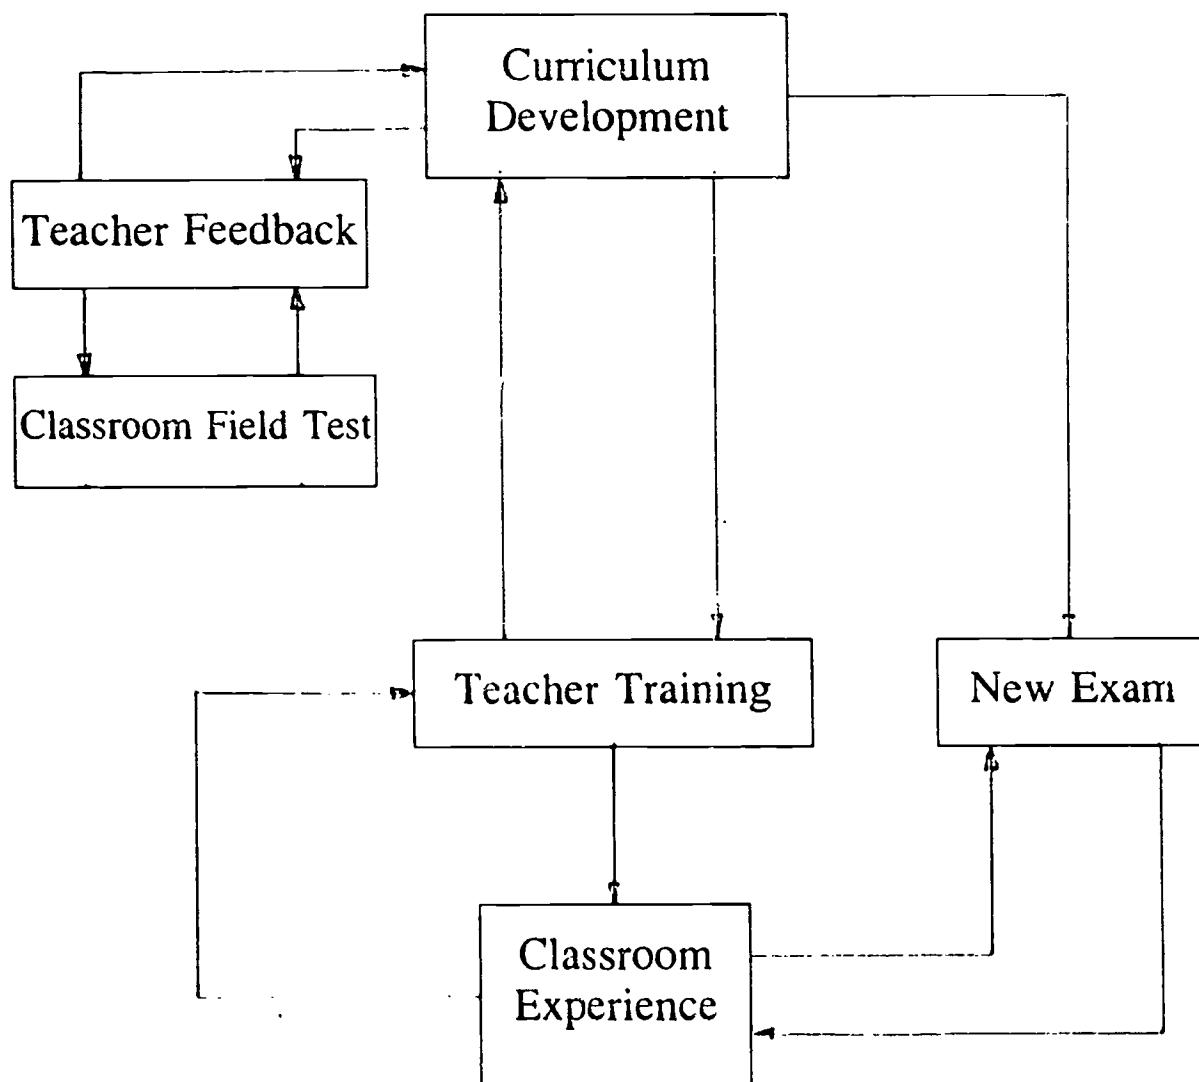 Curriculum
Development
Teacher Feedback
Classroom Field Test
Teacher Training
New Exam
Classroom
Experience